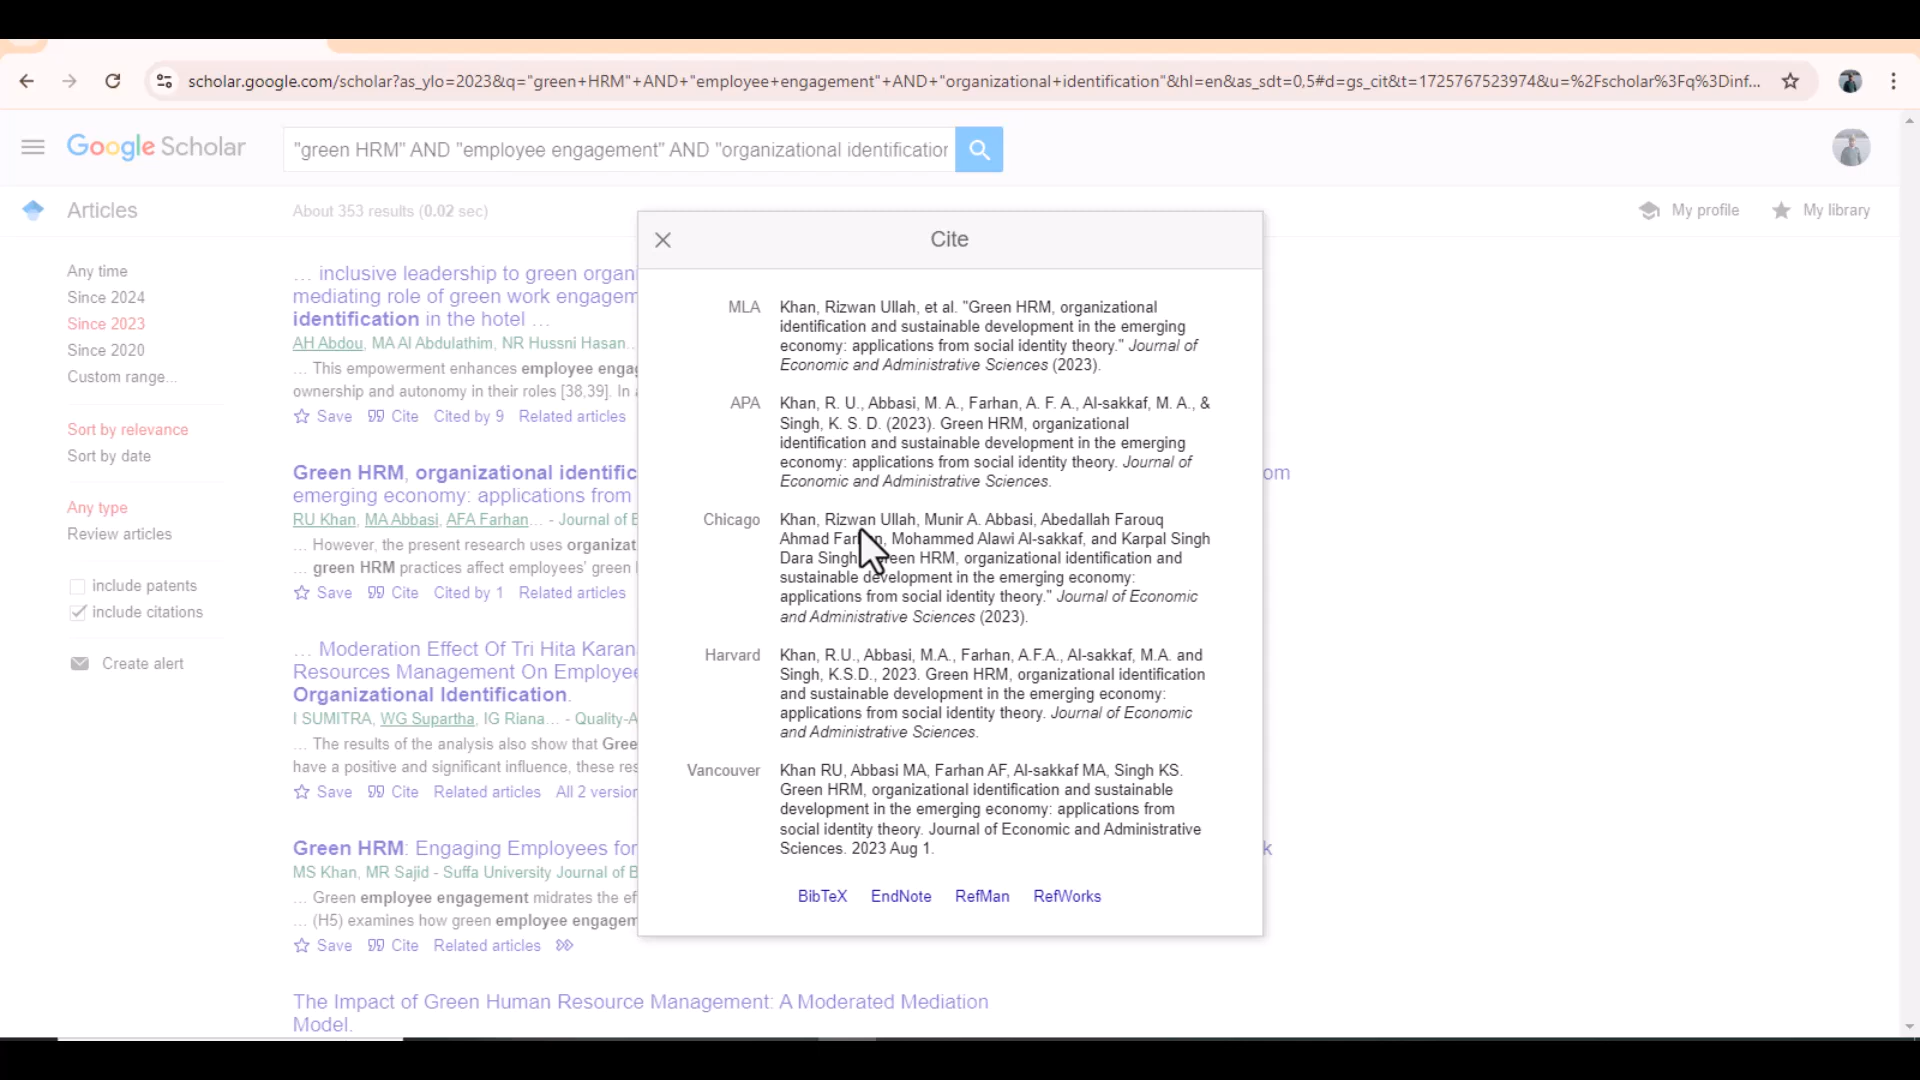 scholar.google.com/scholar?as_ylo=2023&q="green+HRM"+AND+"employee+engagement"+AND+"organizational+identification"&hl=en&as_sdt=0,5#d=gs_cit&t=1725767523974&u=%2Fscholar%3Fq%3Dinf...
Google Scholar
"green HRM" AND "employee engagement" AND "organizational identification
Articles
About 353 results (0.02 sec)
My profile
My library
Any time
Since 2024
Since 2023
Since 2020
Custom range...
Sort by relevance
Sort by date
Any type
Review articles
include patents
include citations
Create alert
... inclusive leadership to green organ
mediating role of green work engagem
identification in the hotel ...
AH Abdou, MA Al Abdulathim, NR Hussni Hasan...
... This empowerment enhances employee enga
ownership and autonomy in their roles [38,39]. In
Save Cite Cited by 9 Related articles
Green HRM, organizational identific
om
emerging economy: applications from
RU Khan, MA Abbasi, AFA Farhan... - Journal of E
... However, the present research uses organizat
... green HRM practices affect employees' green
Save Cite Cited by 1 Related articles
... Moderation Effect Of Tri Hita Karan
Resources Management On Employe
Organizational Identification.
I SUMITRA, WG Supartha, IG Riana... - Quality-A
... The results of the analysis also show that Gree
have a positive and significant influence, these res
Save Cite Related articles All 2 version
Green HRM: Engaging Employees for
k
MS Khan, MR Sajid - Suffa University Journal of B
... Green employee engagement midrates the ef
... (H5) examines how green employee engagem
Save Cite Related articles
The Impact of Green Human Resource Management: A Moderated Mediation
Model.
Cite
MLA
Khan, Rizwan Ullah, et al. "Green HRM, organizational
identification and sustainable development in the emerging
economy: applications from social identity theory." Journal of
Economic and Administrative Sciences (2023).
APA
Khan, R. U., Abbasi, M. A., Farhan, A. F. A., Al-sakkaf, M. A., &
Singh, K. S. D. (2023). Green HRM, organizational
identification and sustainable development in the emerging
economy: applications from social identity theory. Journal of
Economic and Administrative Sciences.
Chicago
Khan, Rizwan Ullah, Munir A. Abbasi, Abedallah Farouq
Ahmad Farhan, Mohammed Alawi Al-sakkaf, and Karpal Singh
Dara Singh. "Green HRM, organizational identification and
sustainable development in the emerging economy:
applications from social identity theory." Journal of Economic
and Administrative Sciences (2023).
Harvard
Khan, R.U., Abbasi, M.A., Farhan, A.F.A., Al-sakkaf, M.A. and
Singh, K.S.D., 2023. Green HRM, organizational identification
and sustainable development in the emerging economy:
applications from social identity theory. Journal of Economic
and Administrative Sciences.
Vancouver
Khan RU, Abbasi MA, Farhan AF, Al-sakkaf MA, Singh KS.
Green HRM, organizational identification and sustainable
development in the emerging economy: applications from
social identity theory. Journal of Economic and Administrative
Sciences. 2023 Aug 1.
BibTeX EndNote RefMan RefWorks